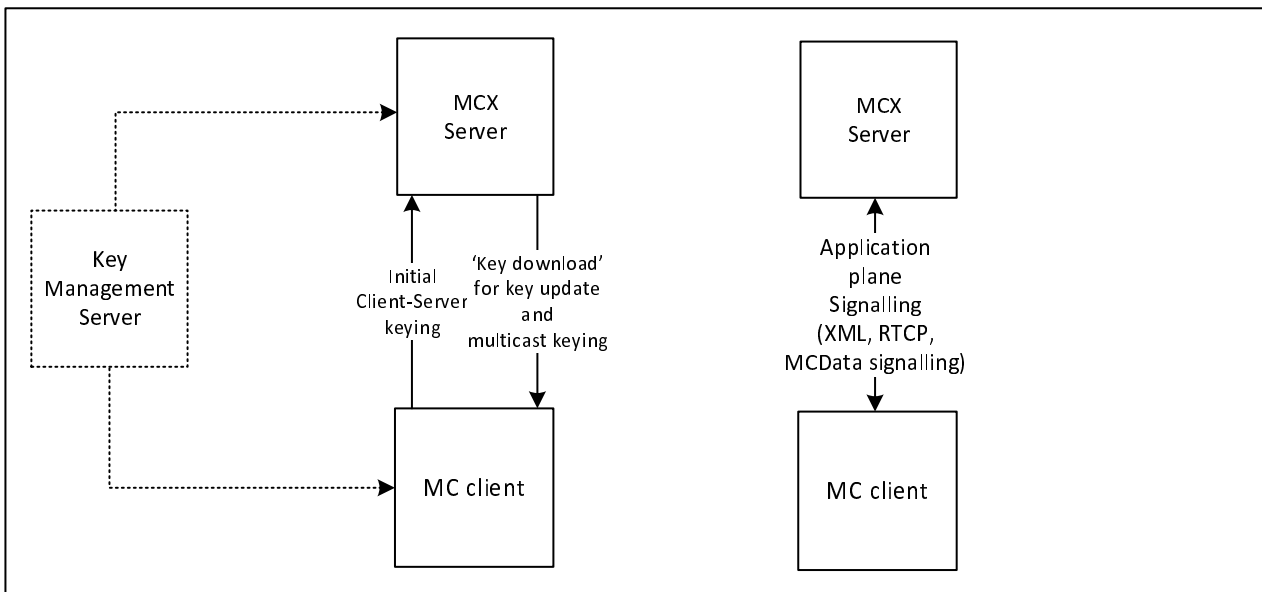 MCX
Server
Key
Management
Server
Initial
Client-Server
keying
‘Key download’
for key update
and
multicast keying
MC client
MCX
Server
Application
plane
Signalling
(XML, RTCP,
MCData signalling)
MC client